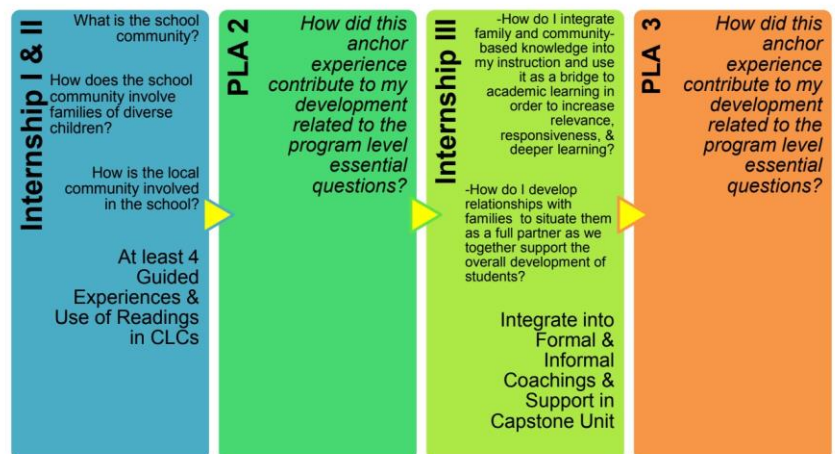 Internship I & II
What is the school
community?
How does the school
community involve
families of diverse
children?
How is the local
community involved
in the school?
At least 4
Guided
Experiences &
Use of Readings
in CLCs
PLA 2
How did this
anchor
experience
contribute to my
development
related to the
program level
essential
questions?
Internship III
-How do I integrate
family and community-
based knowledge into
my instruction and use
it as a bridge to
academic learning in
order to increase
relevance,
responsiveness, &
deeper learning?
-How do I develop
relationships with
families to situate them
as a full partner as we
together support the
overall development of
students?
Integrate into
Formal &
Informal
Coachings &
Support in
Capstone Unit
PLA 3
How did this
anchor
experience
contribute to my
development
related to the
program level
essential
questions?